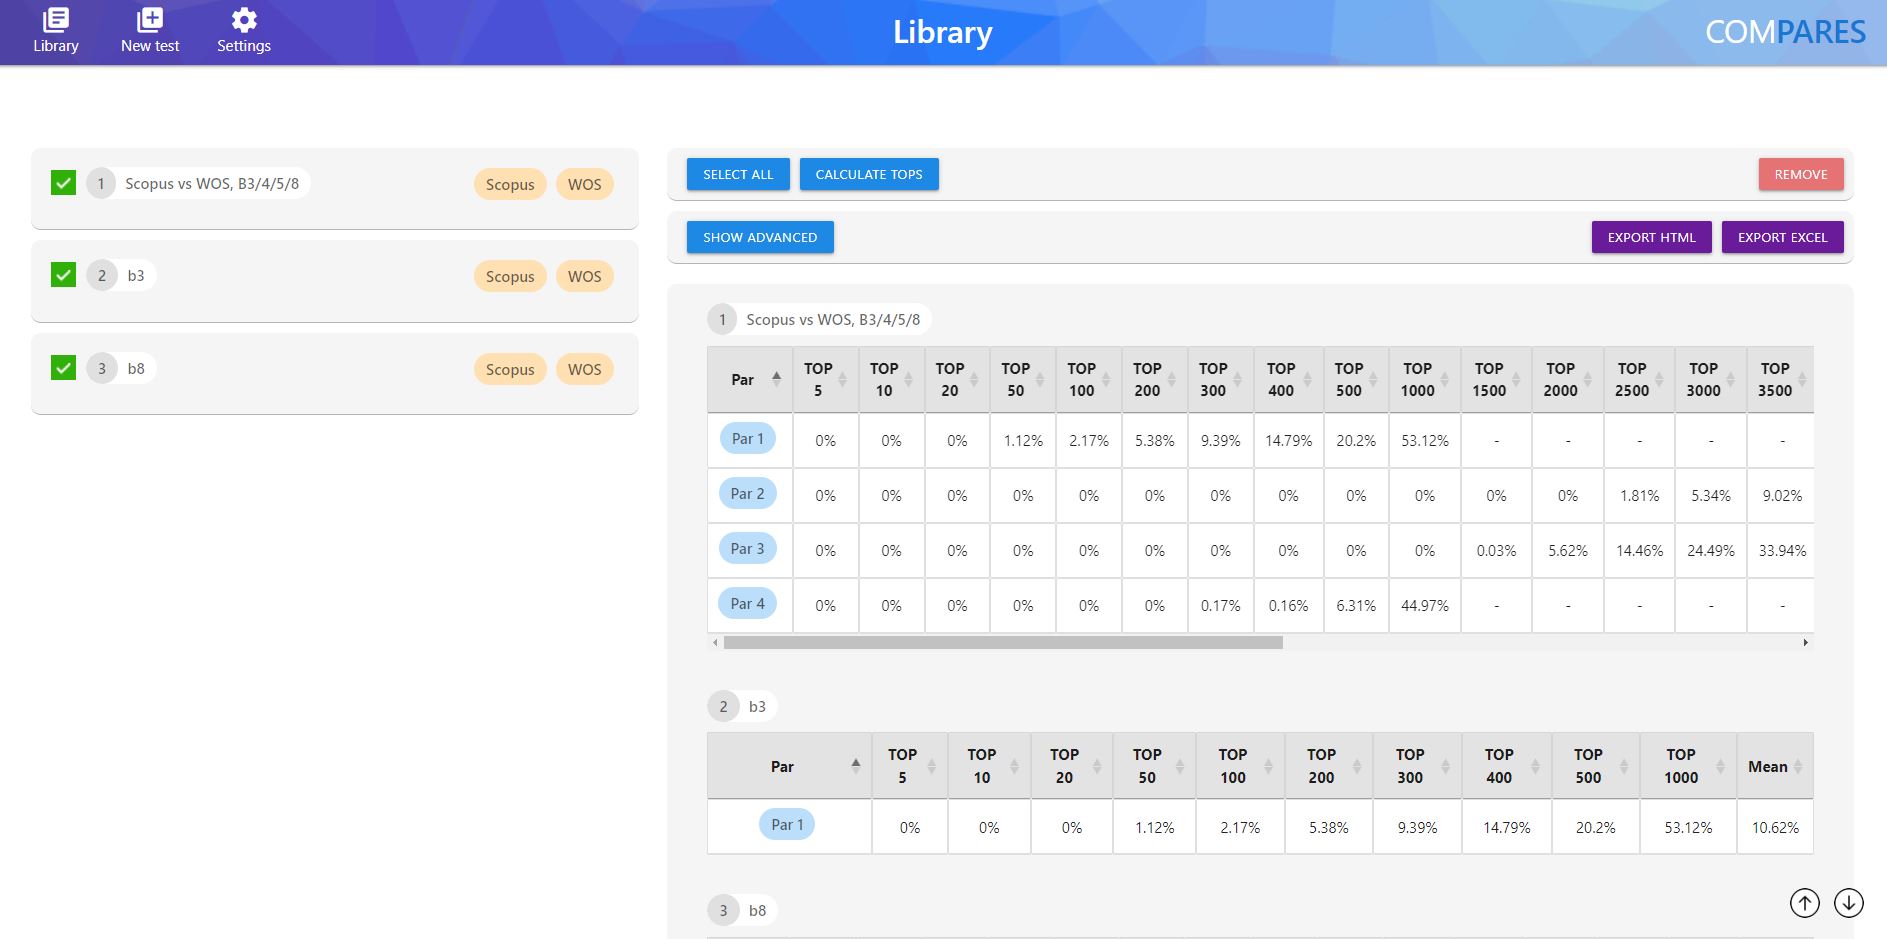 Library
New test
Settings
Library
COMPARES
1 Scopus vs WOS, B3/4/5/8 Scopus WOS
2 b3 Scopus WOS
3 b8 Scopus WOS
SELECT ALL CALCULATE TOPS REMOVE
SHOW ADVANCED EXPORT HTML EXPORT EXCEL
1 Scopus vs WOS, B3/4/5/8
Par TOP 5 TOP 10 TOP 20 TOP 50 TOP 100 TOP 200 TOP 300 TOP 400 TOP 500 TOP 1000 TOP 1500 TOP 2000 TOP 2500 TOP 3000 TOP 3500
Par 1 0% 0% 0% 1.12% 2.17% 5.38% 9.39% 14.79% 20.2% 53.12% - - - - -
Par 2 0% 0% 0% 0% 0% 0% 0% 0% 0% 0% 0% 0% 1.81% 5.34% 9.02%
Par 3 0% 0% 0% 0% 0% 0% 0% 0% 0% 0% 0.03% 5.62% 14.46% 24.49% 33.94%
Par 4 0% 0% 0% 0% 0% 0% 0.17% 0.16% 6.31% 44.97% - - - - -
2 b3
Par TOP 5 TOP 10 TOP 20 TOP 50 TOP 100 TOP 200 TOP 300 TOP 400 TOP 500 TOP 1000 Mean
Par 1 0% 0% 0% 1.12% 2.17% 5.38% 9.39% 14.79% 20.2% 53.12% 10.62%
3 b8